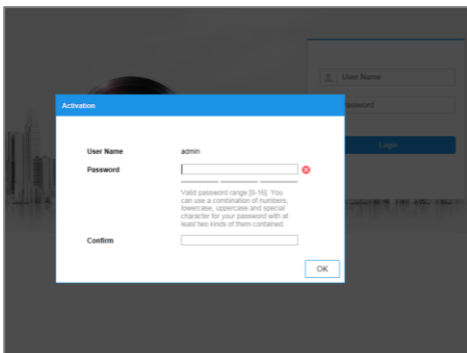 User Name
Password
Login
Activation
User Name admin
Password
Valid password range [8-16]. You
can use a combination of numbers,
lowercase, uppercase and special
character for your password with at
least two kinds of them contained.
Confirm
OK